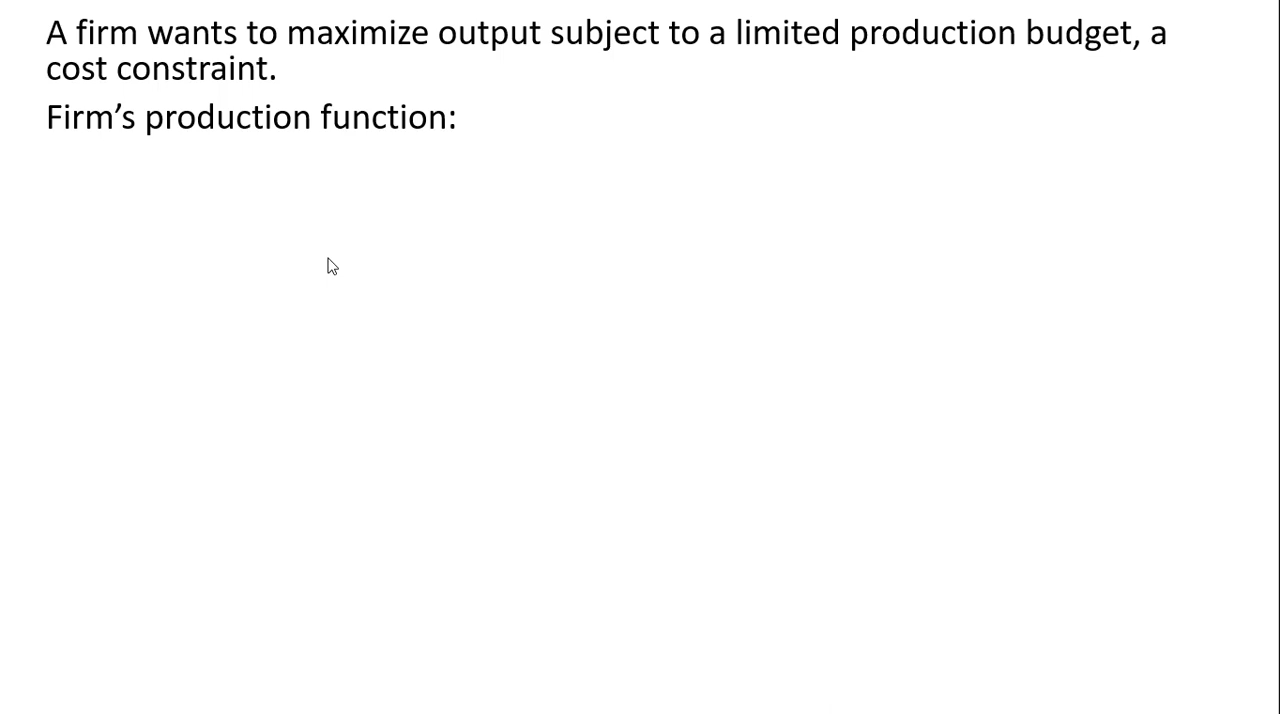 A firm wants to maximize output subject to a limited production budget, a
cost constraint.
Firm’s production function: